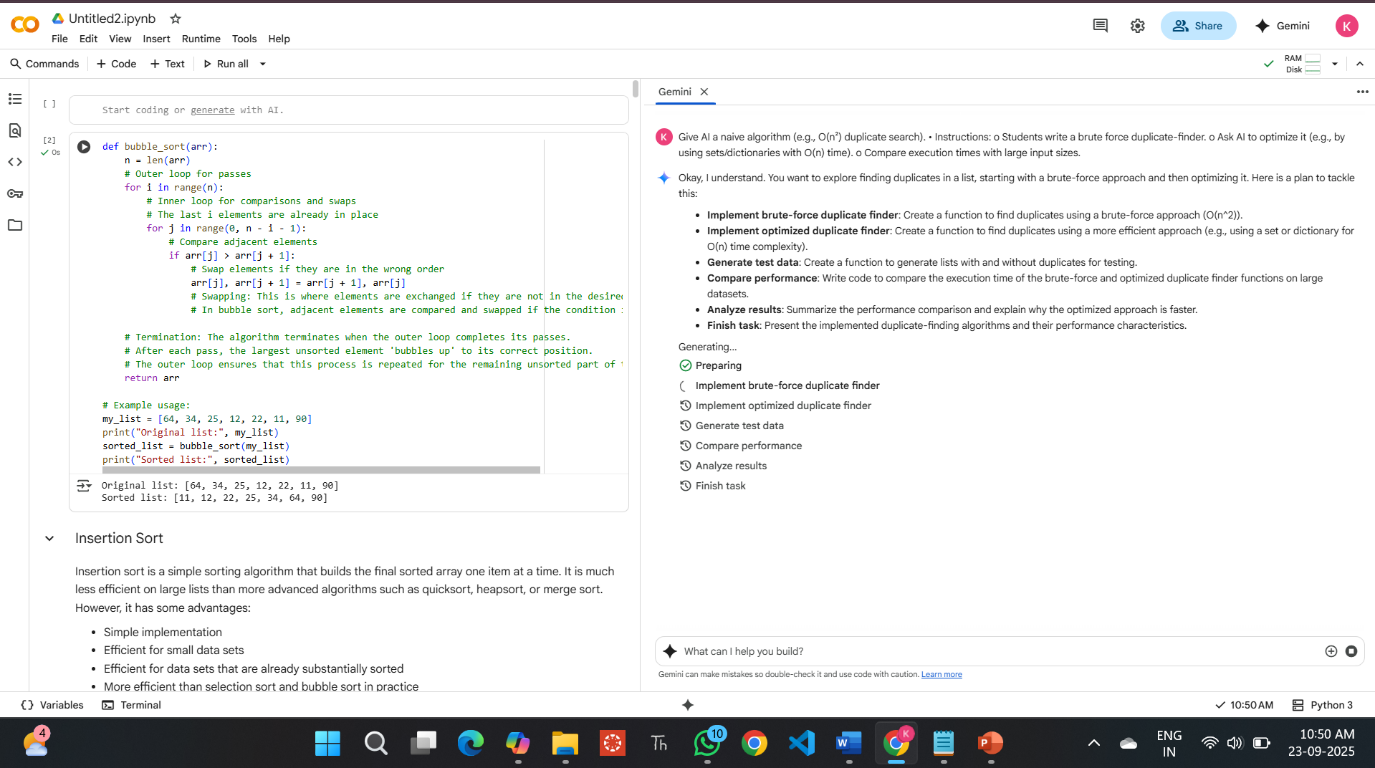 Untitled2.ipynb
File Edit View Insert Runtime Tools Help
Share
Gemini
K
Commands + Code + Text Run all
RAM
Disk
[ ]
Start coding or generate with AI.
[2]
0s
def bubble_sort(arr):
n = len(arr)
# Outer loop for passes
for i in range(n):
# Inner loop for comparisons and swaps
# The last i elements are already in place
for j in range(0, n - i - 1):
# Compare adjacent elements
if arr[j] > arr[j + 1]:
# Swap elements if they are in the wrong order
arr[j], arr[j + 1] = arr[j + 1], arr[j]
# Swapping: This is where elements are exchanged if they are not in the desired
# In bubble sort, adjacent elements are compared and swapped if the condition
# Termination: The algorithm terminates when the outer loop completes its passes.
# After each pass, the largest unsorted element 'bubbles up' to its correct position.
# The outer loop ensures that this process is repeated for the remaining unsorted part of
return arr
# Example usage:
my_list = [64, 34, 25, 12, 22, 11, 90]
print("Original list:", my_list)
sorted_list = bubble_sort(my_list)
print("Sorted list:", sorted_list)
Original list: [64, 34, 25, 12, 22, 11, 90]
Sorted list: [11, 12, 22, 25, 34, 64, 90]
Insertion Sort
Insertion sort is a simple sorting algorithm that builds the final sorted array one item at a time. It is much
less efficient on large lists than more advanced algorithms such as quicksort, heapsort, or merge sort.
However, it has some advantages:
• Simple implementation
• Efficient for small data sets
• Efficient for data sets that are already substantially sorted
• More efficient than selection sort and bubble sort in practice
Gemini
K
Give AI a naive algorithm (e.g., O(n²) duplicate search). • Instructions: o Students write a brute force duplicate-finder. o Ask AI to optimize it (e.g., by
using sets/dictionaries with O(n) time). o Compare execution times with large input sizes.
Okay, I understand. You want to explore finding duplicates in a list, starting with a brute-force approach and then optimizing it. Here is a plan to tackle
this:
• Implement brute-force duplicate finder: Create a function to find duplicates using a brute-force approach (O(n^2)).
• Implement optimized duplicate finder: Create a function to find duplicates using a more efficient approach (e.g., using a set or dictionary for
O(n) time complexity).
• Generate test data: Create a function to generate lists with and without duplicates for testing.
• Compare performance: Write code to compare the execution time of the brute-force and optimized duplicate finder functions on large
datasets.
• Analyze results: Summarize the performance comparison and explain why the optimized approach is faster.
• Finish task: Present the implemented duplicate-finding algorithms and their performance characteristics.
Generating...
Preparing
Implement brute-force duplicate finder
Implement optimized duplicate finder
Generate test data
Compare performance
Analyze results
Finish task
What can I help you build?
Gemini can make mistakes so double-check it and use code with caution. Learn more
Variables Terminal
10:50 AM Python 3
4
Th
10
K
ENG
IN
10:50 AM
23-09-2025